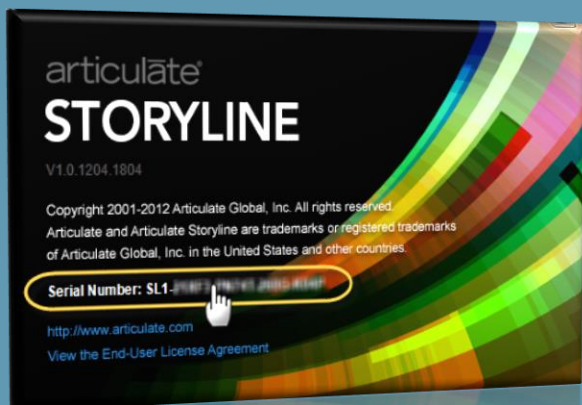 articulāte®
STORYLINE
V1.0.1204.1804
Copyright 2001-2012 Articulate Global, Inc. All rights reserved.
Articulate and Articulate Storyline are trademarks or registered trademarks
of Articulate Global, Inc. in the United States and other countries.
Serial Number: SL1-
http://www.articulate.com
View the End-User License Agreement